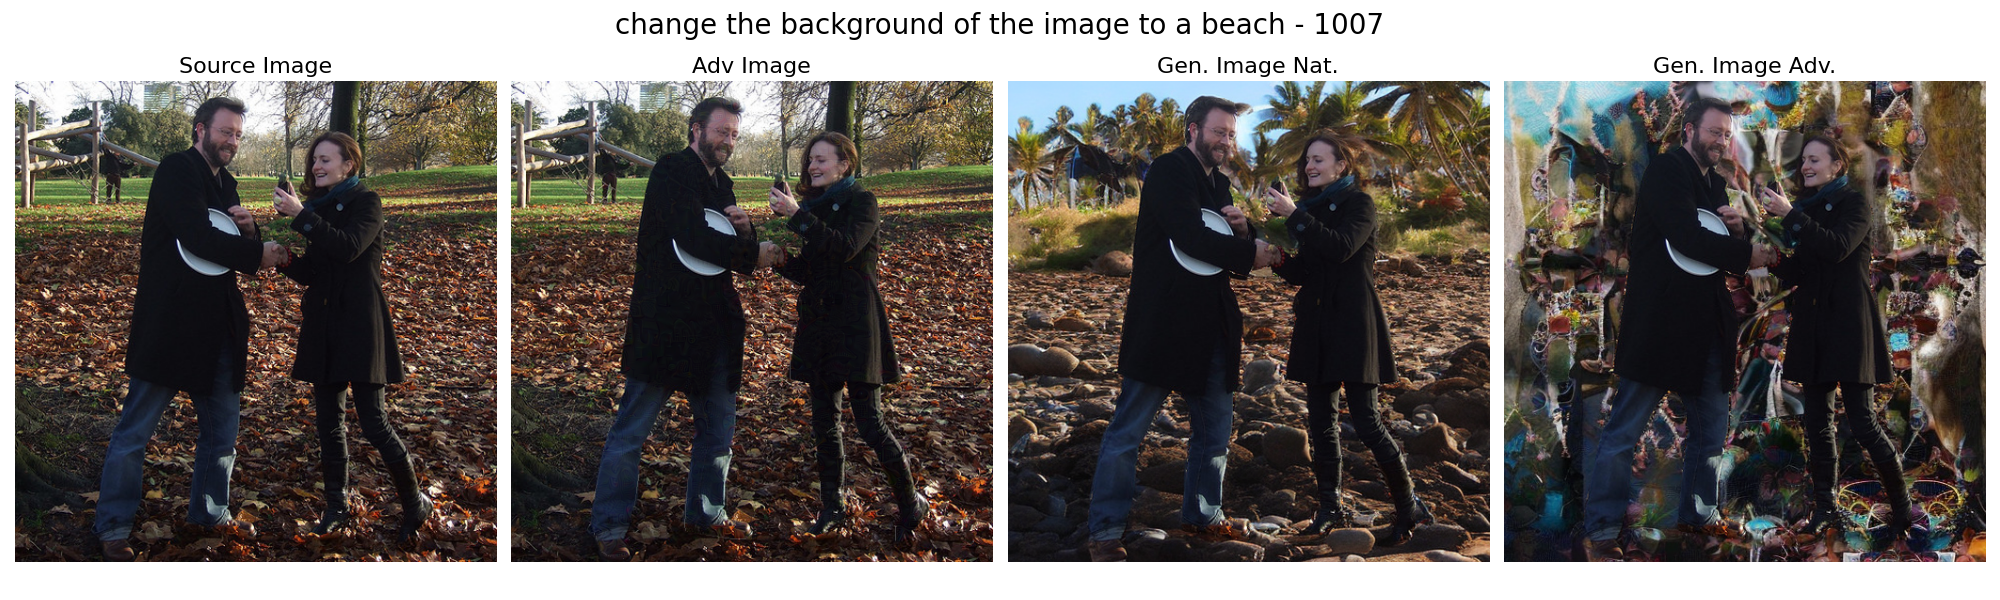 change the background of the image to a beach - 1007
Source Image
Adv Image
Gen. Image Nat.
Gen. Image Adv.